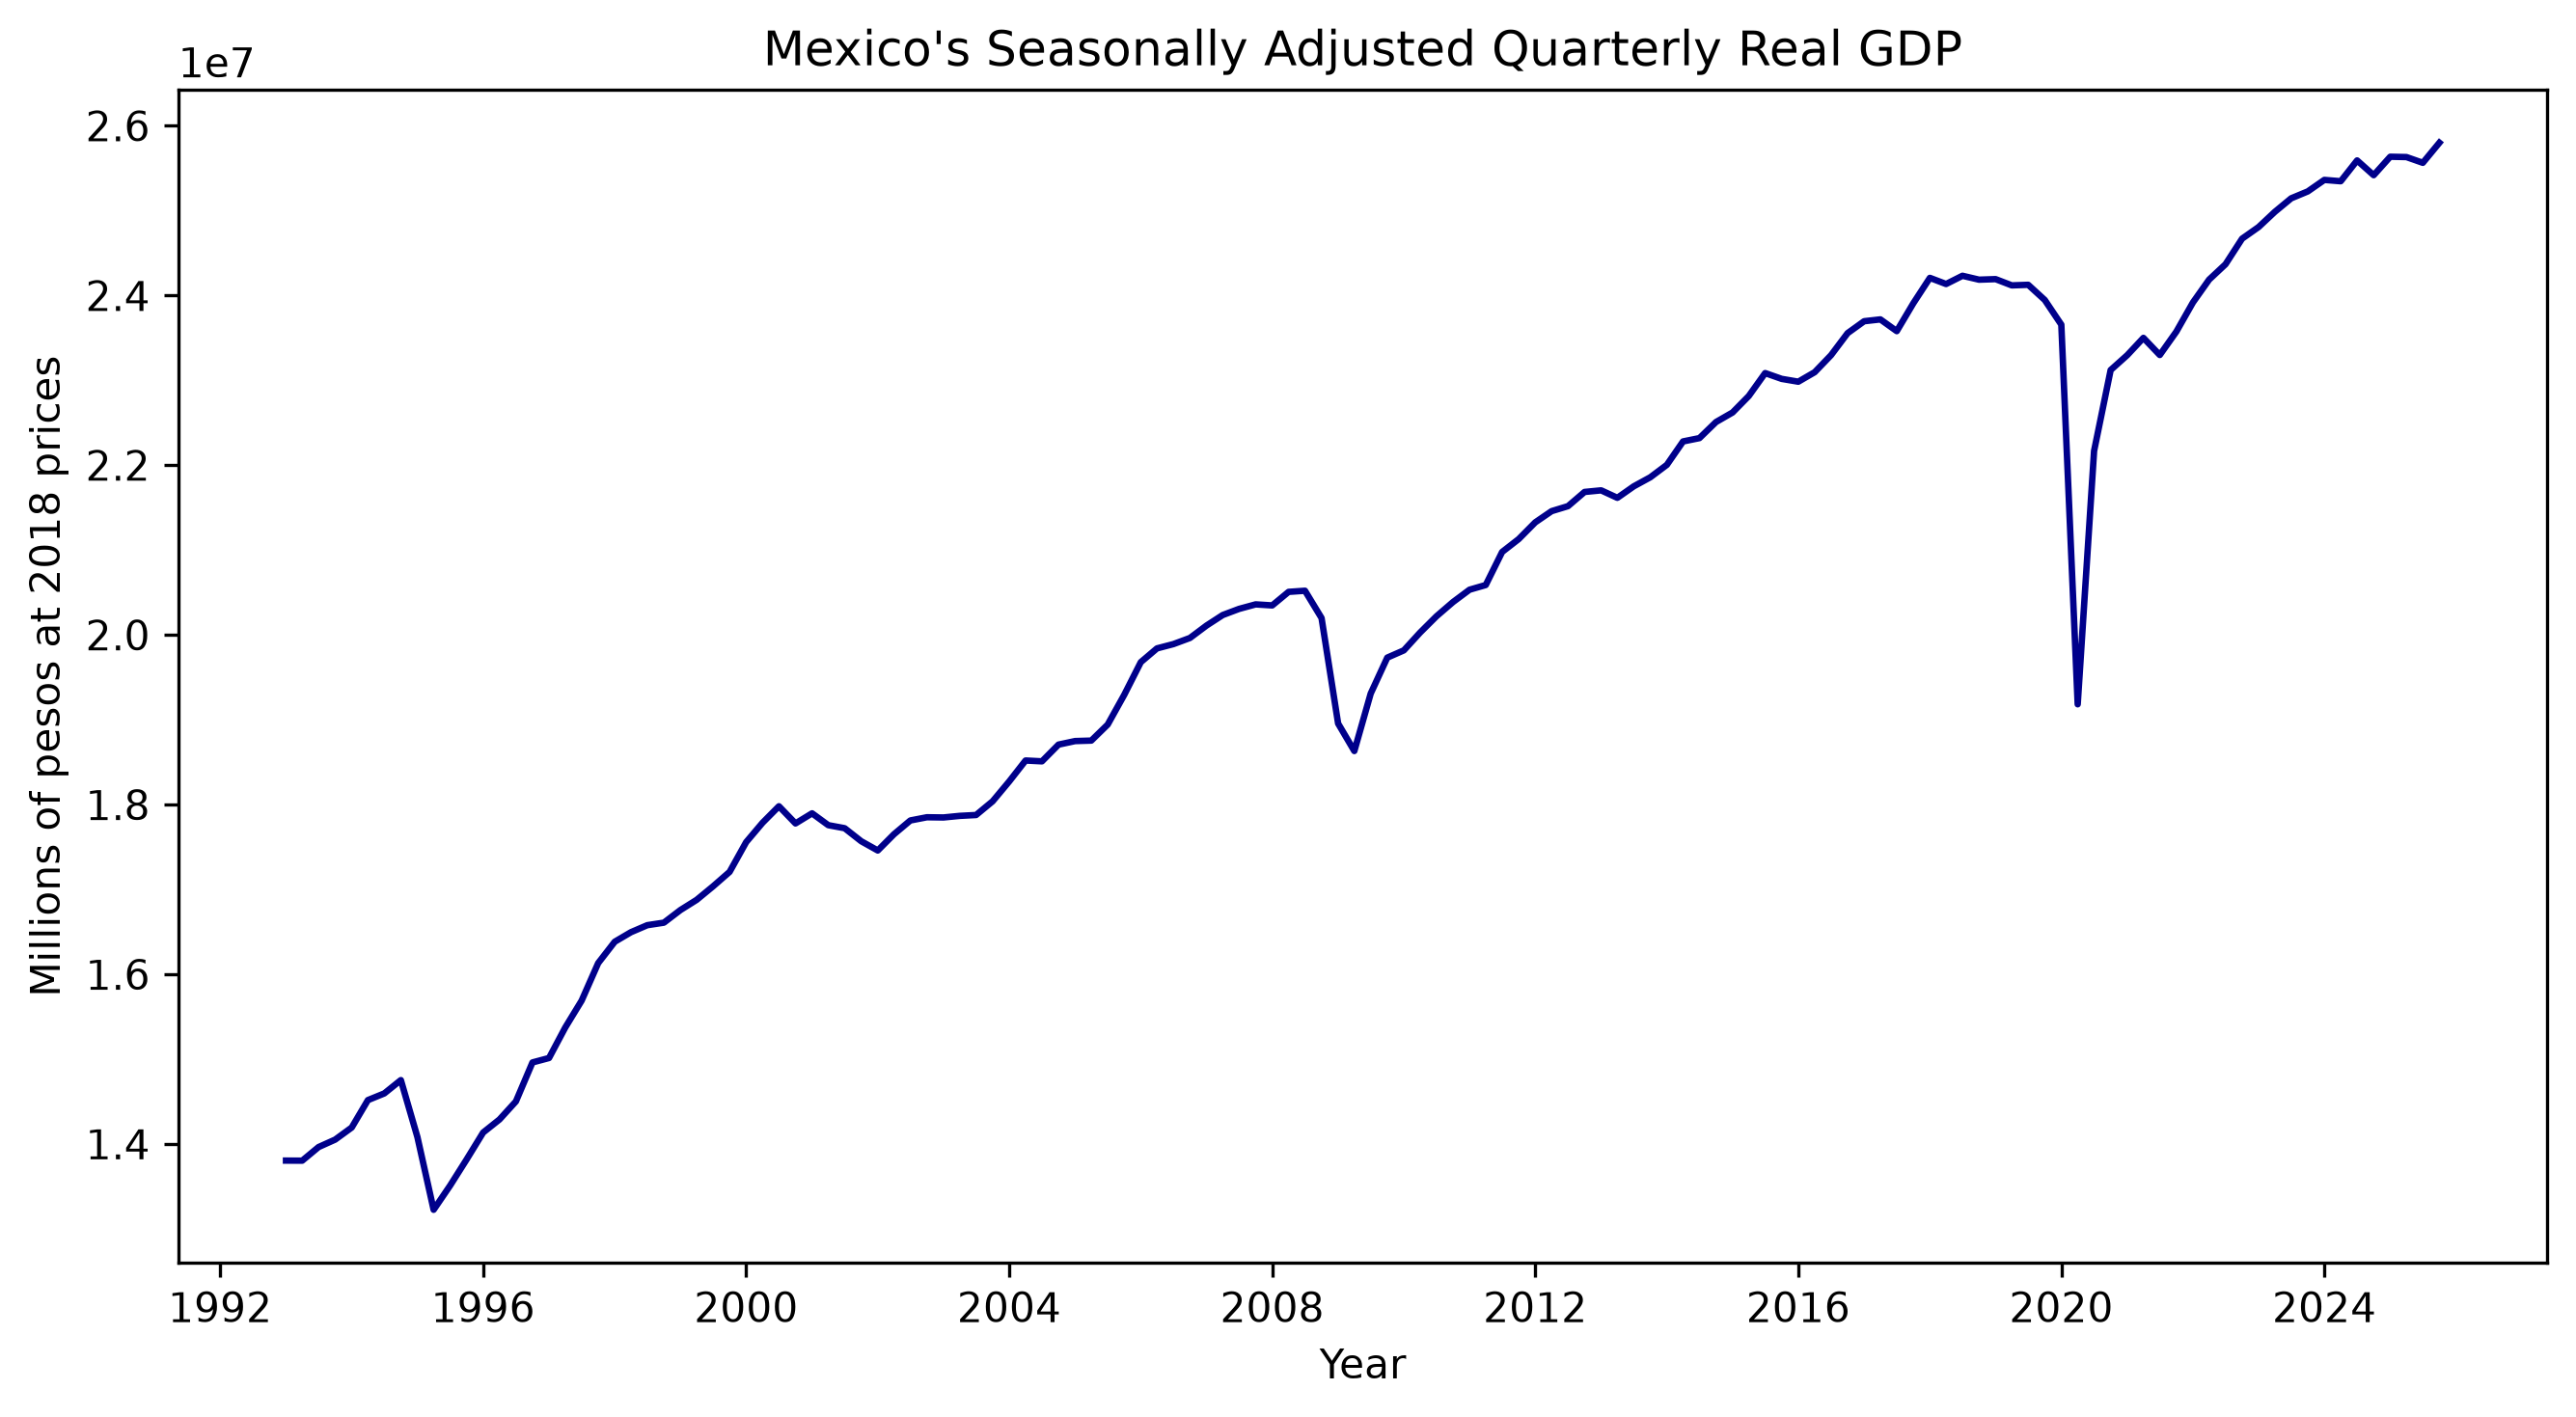 Mexico's Seasonally Adjusted Quarterly Real GDP
1e7
2.6
2.4
2.2
2.0
1.8
1.6
1.4
Millions of pesos at 2018 prices
1992 1996 2000 2004 2008 2012 2016 2020 2024
Year